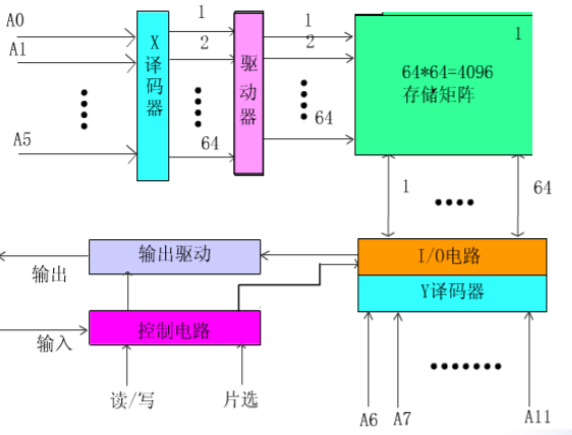 A0
A1
A5
X译码器
1
2
64
驱动器
1
2
64
1
64*64=4096
存储矩阵
1
64
输出
输出驱动
I/O电路
Y译码器
输入
控制电路
读/写
片选
A6
A7
A11